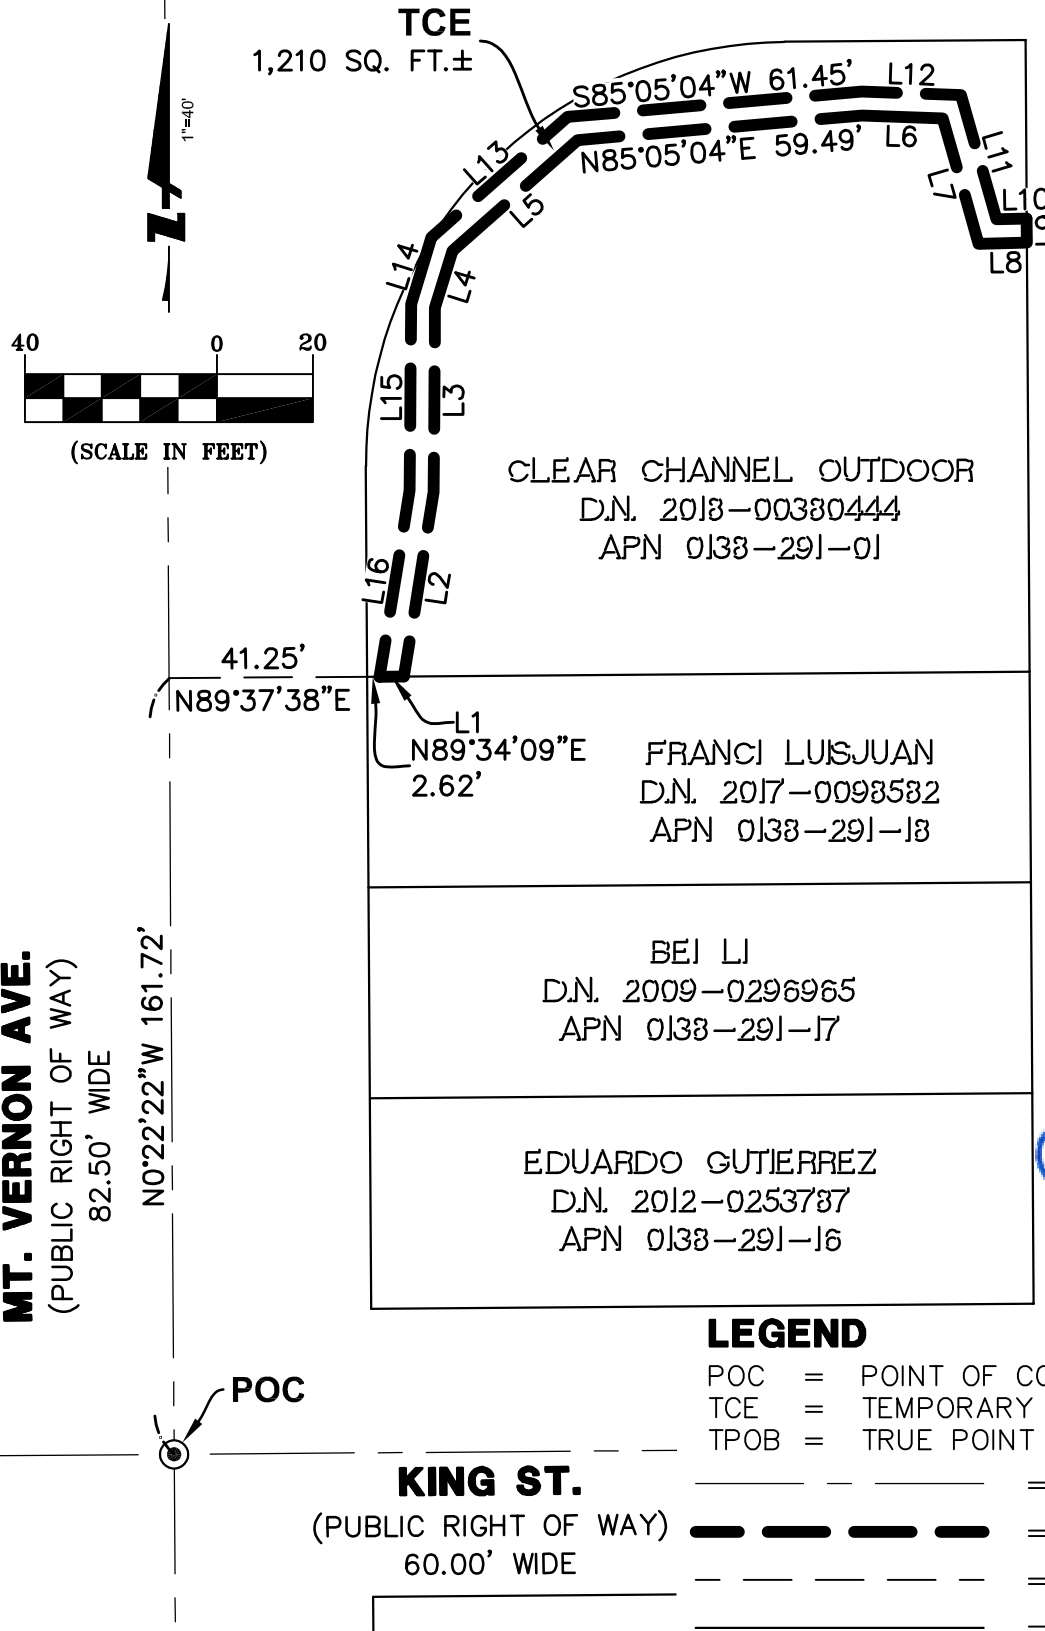 TCE
1,210 SQ. FT.±
1"=40'
S85°05'04"W 61.45'
L12
N85°05'04"E 59.49'
L6
L11
L7
L10
L8
L13
L5
L14
L4
40 0 20
(SCALE IN FEET)
L15
L3
CLEAR CHANNEL OUTDOOR
D.N. 2018-00380444
APN 0138-291-01
L16
L2
41.25'
N89°37'38"E
L1
N89°34'09"E
2.62'
FRANCI LUISJUAN
D.N. 2017-0098582
APN 0138-291-18
BEI LI
D.N. 2009-0296965
APN 0138-291-17
MT. VERNON AVE.
(PUBLIC RIGHT OF WAY)
82.50' WIDE
N0°22'22"W 161.72'
EDUARDO GUTIERREZ
D.N. 2012-0253787
APN 0138-291-16
POC
KING ST.
(PUBLIC RIGHT OF WAY)
60.00' WIDE
LEGEND
POC = POINT OF
TCE = TEMPORARY
TPOB = TRUE POINT
=
=
=